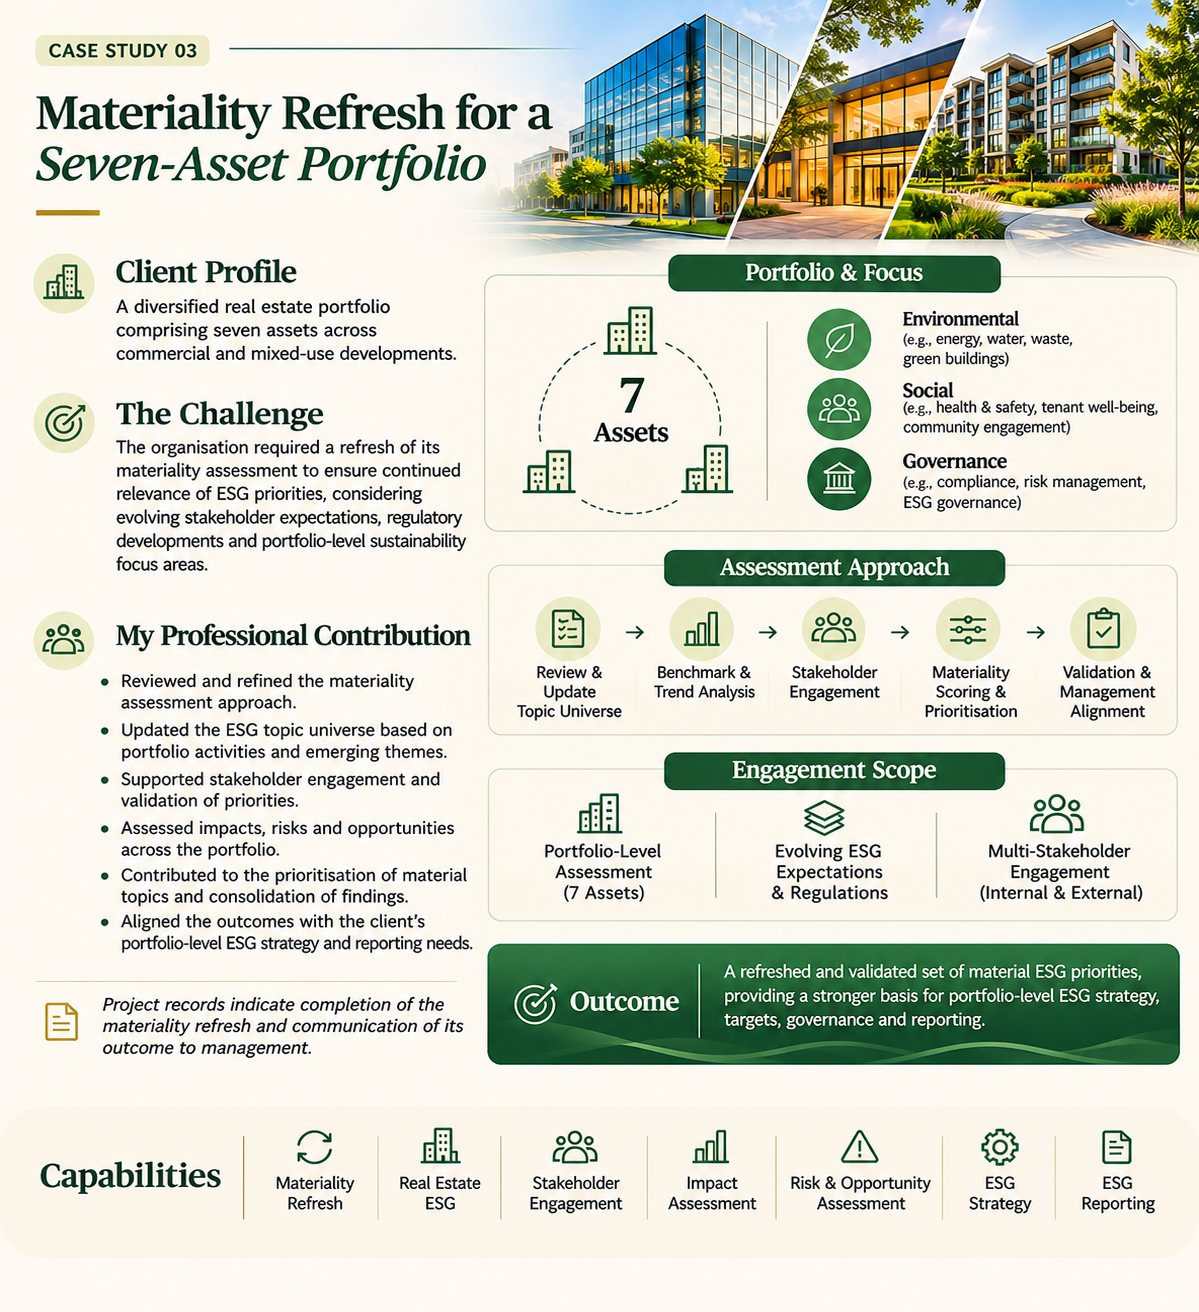 CASE STUDY 03
Materiality Refresh for a
Seven-Asset Portfolio
Client Profile
A diversified real estate portfolio
comprising seven assets across
commercial and mixed-use developments.
The Challenge
The organisation required a refresh of its
materiality assessment to ensure continued
relevance of ESG priorities, considering
evolving stakeholder expectations, regulatory
developments and portfolio-level sustainability
focus areas.
My Professional Contribution
• Reviewed and refined the materiality
assessment approach.
• Updated the ESG topic universe based on
portfolio activities and emerging themes.
• Supported stakeholder engagement and
validation of priorities.
• Assessed impacts, risks and opportunities
across the portfolio.
• Contributed to the prioritisation of material
topics and consolidation of findings.
• Aligned the outcomes with the client's
portfolio-level ESG strategy and reporting needs.
Project records indicate completion of the
materiality refresh and communication of its
outcome to management.
Portfolio & Focus
7
Assets
Environmental
(e.g., energy, water, waste,
green buildings)
Social
(e.g., health & safety, tenant well-being,
community engagement)
Governance
(e.g., compliance, risk management,
ESG governance)
Assessment Approach
Review &
Update
Topic Universe
Benchmark &
Trend Analysis
Stakeholder
Engagement
Materiality
Scoring &
Prioritisation
Validation &
Management
Alignment
Engagement Scope
Portfolio-Level
Assessment
(7 Assets)
Evolving ESG
Expectations
& Regulations
Multi-Stakeholder
Engagement
(Internal & External)
Outcome
A refreshed and validated set of material ESG priorities,
providing a stronger basis for portfolio-level ESG strategy,
targets, governance and reporting.
Capabilities
Materiality
Refresh
Real Estate
ESG
Stakeholder
Engagement
Impact
Assessment
Risk & Opportunity
Assessment
ESG
Strategy
ESG
Reporting